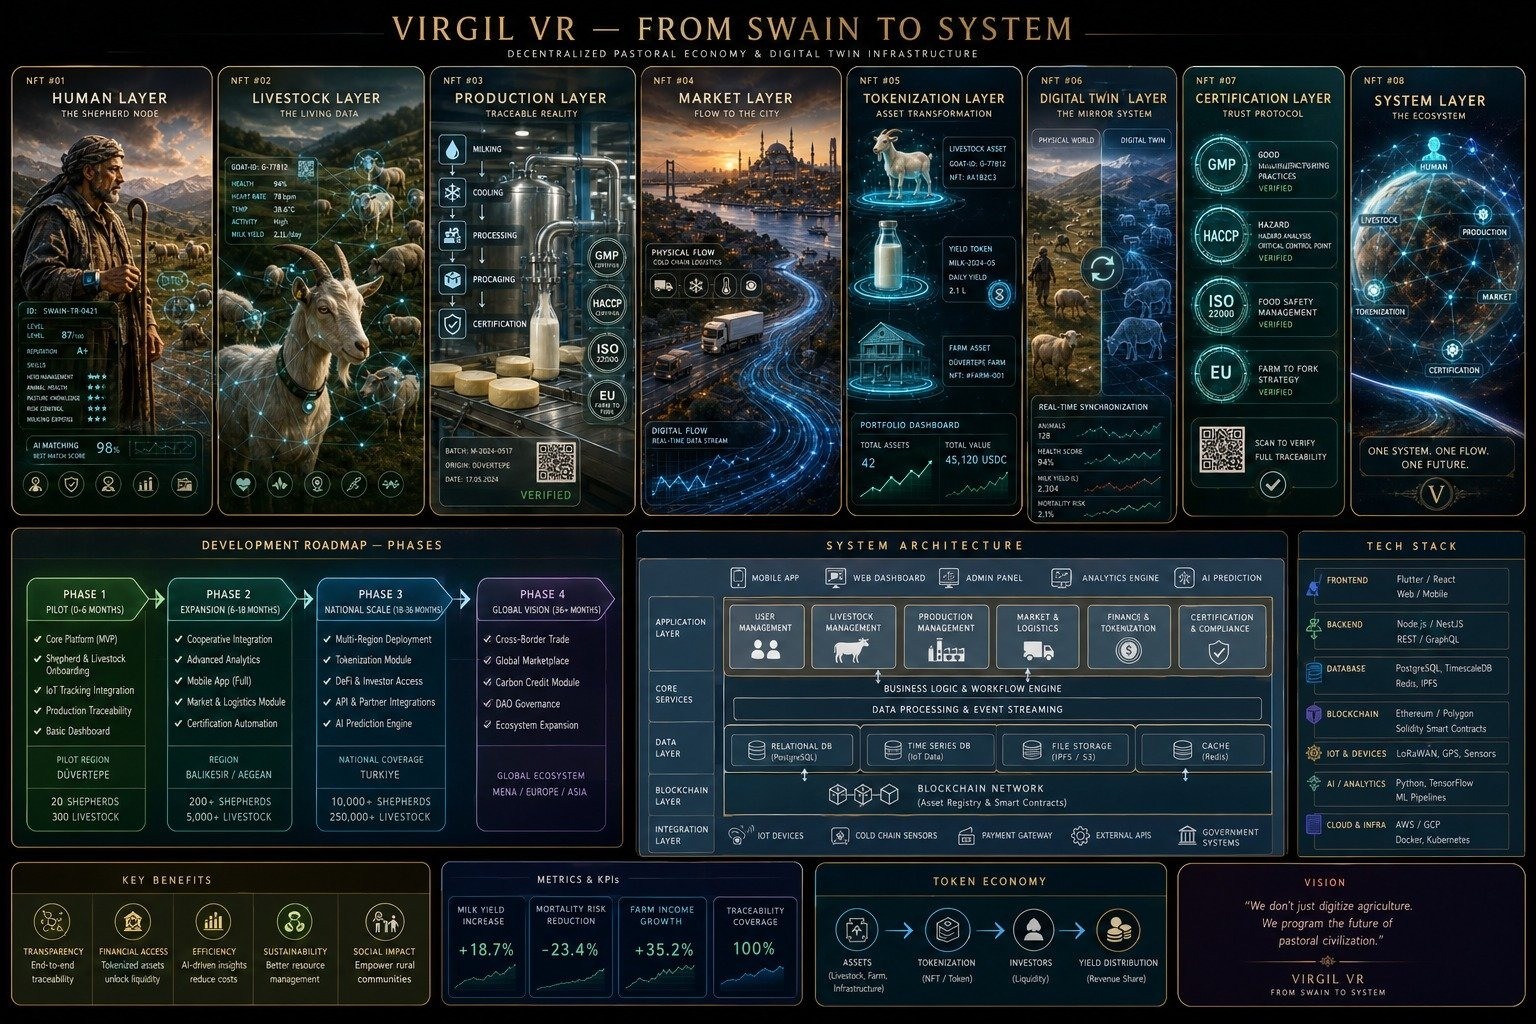 VIRGIL VR — FROM SWAIN TO SYSTEM
DECENTRALIZED PASTORAL ECONOMY & DIGITAL TWIN INFRASTRUCTURE
NFT #01
HUMAN LAYER
THE SHEPHERD NODE
ID: SWAIN-TR-0421
LEVEL
LEVEL 87/100
REPUTATION A+
SKILLS
HERD MANAGEMENT
ANIMAL HEALTH
PASTURE KNOWLEDGE
RISK CONTROL
MILKING EXPERTISE
AI MATCHING
BEST MATCH SCORE
98%
NFT #02
LIVESTOCK LAYER
THE LIVING DATA
GOAT-ID: G-77812
HEALTH 94%
HEART RATE 78 bpm
TEMP 38.6°C
ACTIVITY High
MILK YIELD 2.1L/day
NFT #03
PRODUCTION LAYER
TRACEABLE REALITY
MILKING
COOLING
PROCESSING
PROCAGING
CERTIFICATION
GMP
HACCP
ISO
22000
EU
BATCH: M-2024-0517
ORIGIN: DÜVERTEPE
DATE: 17.05.2024
VERIFIED
NFT #04
MARKET LAYER
FLOW TO THE CITY
PHYSICAL FLOW
COLD CHAIN LOGISTICS
DIGITAL FLOW
REAL-TIME DATA STREAM
NFT #05
TOKENIZATION LAYER
ASSET TRANSFORMATION
LIVESTOCK ASSET
GOAT-ID: G-77812
NFT: #A1B2C3
YIELD TOKEN
MILK-2024-05
DAILY YIELD
2.1 L
FARM ASSET
DÜVERTEPE FARM
NFT: #FARM-001
PORTFOLIO DASHBOARD
TOTAL ASSETS
42
TOTAL VALUE
45,120 USDC
NFT #06
DIGITAL TWIN LAYER
THE MIRROR SYSTEM
PHYSICAL WORLD
DIGITAL TWIN
REAL-TIME SYNCHRONIZATION
ANIMALS
128
HEALTH SCORE
94%
MILK YIELD (L)
2,304
MORTALITY RISK
2.1%
NFT #07
CERTIFICATION LAYER
TRUST PROTOCOL
GMP
GOOD
PRACTICES
VERIFIED
HACCP
HAZARD
HAZARD ANALYSIS
CRITICAL CONTROL POINT
VERIFIED
ISO
22000
FOOD SAFETY
MANAGEMENT
VERIFIED
EU
FARM TO FORK
STRATEGY
VERIFIED
SCAN TO VERIFY
FULL TRACEABILITY
NFT #08
SYSTEM LAYER
THE ECOSYSTEM
HUMAN
LIVESTOCK
PRODUCTION
MARKET
TOKENIZATION
CERTIFICATION
ONE SYSTEM. ONE FLOW.
ONE FUTURE.
V
DEVELOPMENT ROADMAP — PHASES
PHASE 1
PILOT (0-6 MONTHS)
Core Platform (MVP)
Shepherd & Livestock
Onboarding
IoT Tracking Integration
Production Traceability
Basic Dashboard
PILOT REGION
DÜVERTEPE
20 SHEPHERDS
300 LIVESTOCK
PHASE 2
EXPANSION (6-18 MONTHS)
Cooperative Integration
Advanced Analytics
Mobile App (Full)
Market & Logistics Module
Certification Automation
REGION
BALIKESIR / AEGEAN
200+ SHEPHERDS
5,000+ LIVESTOCK
PHASE 3
NATIONAL SCALE (18-36 MONTHS)
Multi-Region Deployment
Tokenization Module
DeFi & Investor Access
API & Partner Integrations
AI Prediction Engine
NATIONAL COVERAGE
TURKIYE
10,000+ SHEPHERDS
250,000+ LIVESTOCK
PHASE 4
GLOBAL VISION (36+ MONTHS)
Cross-Border Trade
Global Marketplace
Carbon Credit Module
DAO Governance
Ecosystem Expansion
GLOBAL ECOSYSTEM
MENA / EUROPE / ASIA
SYSTEM ARCHITECTURE
MOBILE APP
WEB DASHBOARD
ADMIN PANEL
ANALYTICS ENGINE
AI PREDICTION
APPLICATION
LAYER
USER
MANAGEMENT
LIVESTOCK
MANAGEMENT
PRODUCTION
MANAGEMENT
MARKET &
LOGISTICS
FINANCE &
TOKENIZATION
CERTIFICATION
& COMPLIANCE
CORE
SERVICES
BUSINESS LOGIC & WORKFLOW ENGINE
DATA PROCESSING & EVENT STREAMING
DATA
LAYER
RELATIONAL DB
(PostgreSQL)
TIME SERIES DB
(IoT Data)
FILE STORAGE
(IPFS / S3)
CACHE
(Redis)
BLOCKCHAIN
LAYER
BLOCKCHAIN NETWORK
(Asset Registry & Smart Contracts)
INTEGRATION
LAYER
IOT DEVICES
COLD CHAIN SENSORS
PAYMENT GATEWAY
EXTERNAL APIS
GOVERNMENT
SYSTEMS
TECH STACK
FRONTEND
Flutter / React
Web / Mobile
BACKEND
Node.js / NestJS
REST / GraphQL
DATABASE
PostgreSQL, TimescaleDB
Redis, IPFS
BLOCKCHAIN
Ethereum / Polygon
Solidity Smart Contracts
IOT & DEVICES
LoRaWAN, GPS, Sensors
AI / ANALYTICS
Python, TensorFlow
ML Pipelines
CLOUD & INFRA
AWS / GCP
Docker, Kubernetes
KEY BENEFITS
TRANSPARENCY
End-to-end
traceability
FINANCIAL ACCESS
Tokenized assets
unlock liquidity
EFFICIENCY
AI-driven insights
reduce costs
SUSTAINABILITY
Better resource
management
SOCIAL IMPACT
Empower rural
communities
METRICS & KPIs
MILK YIELD
INCREASE
+18.7%
MORTALITY RISK
REDUCTION
-23.4%
FARM INCOME
GROWTH
+35.2%
TRACEABILITY
COVERAGE
100%
TOKEN ECONOMY
ASSETS
(Livestock, Farm,
Infrastructure)
TOKENIZATION
(NFT / Token)
INVESTORS
(Liquidity)
YIELD DISTRIBUTION
(Revenue Share)
VISION
"We don't just digitize agriculture.
We program the future of
pastoral civilization."
VIRGIL VR
FROM SWAIN TO SYSTEM